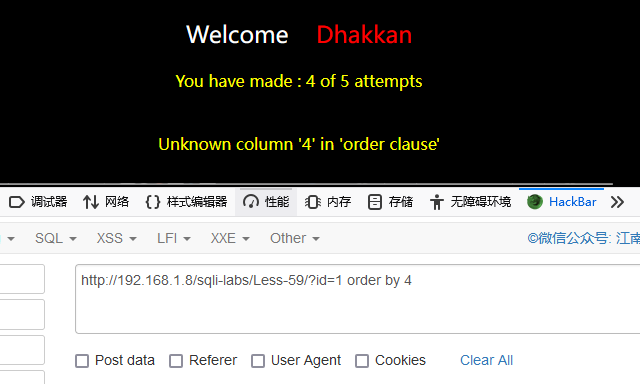 Welcome Dhakkan
You have made : 4 of 5 attempts
Unknown column '4' in 'order clause'
调试器 网络 样式编辑器 性能 内存 存储 无障碍环境 HackBar
SQL XSS LFI XXE Other ©微信公众号: 江南
http://192.168.1.8/sqli-labs/Less-59/?id=1 order by 4
Post data Referer User Agent Cookies Clear All